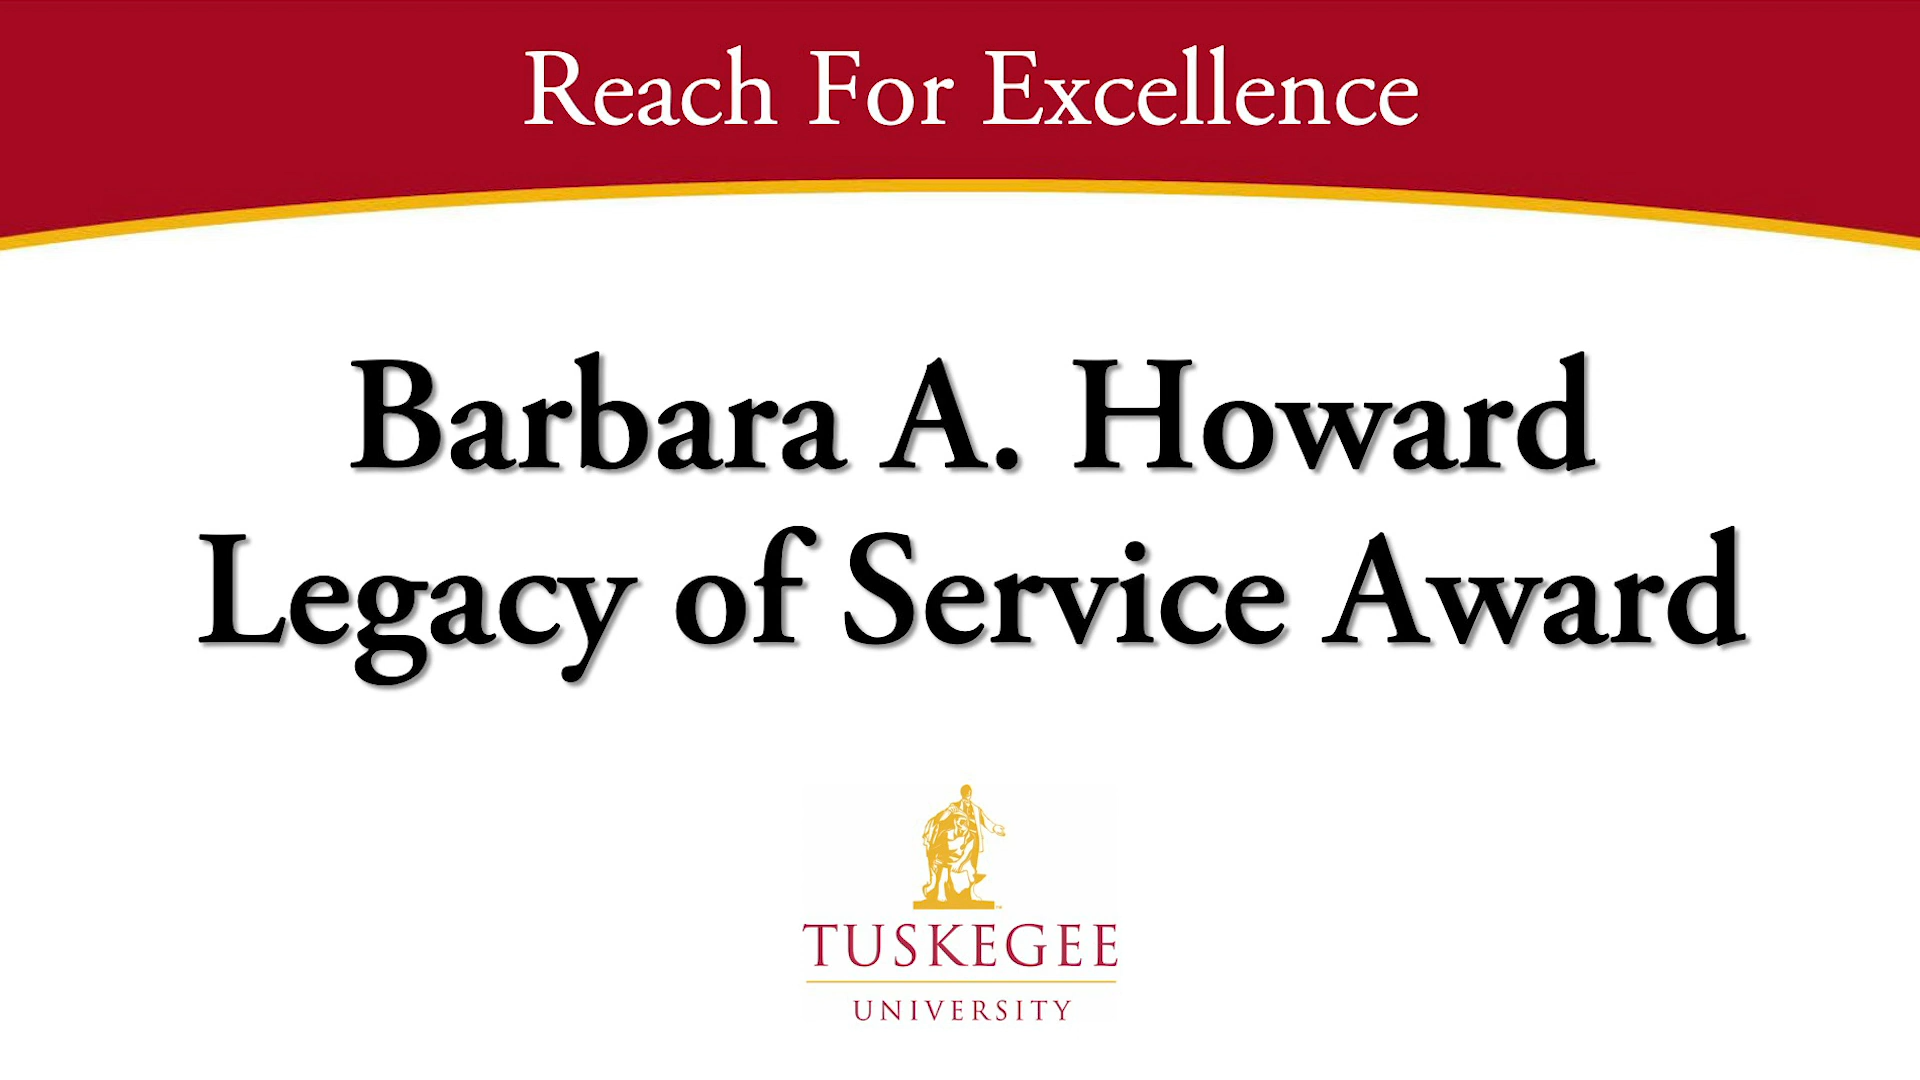 Reach For Excellence
Barbara A. Howard
Legacy of Service Award
TUSKEGEE
UNIVERSITY